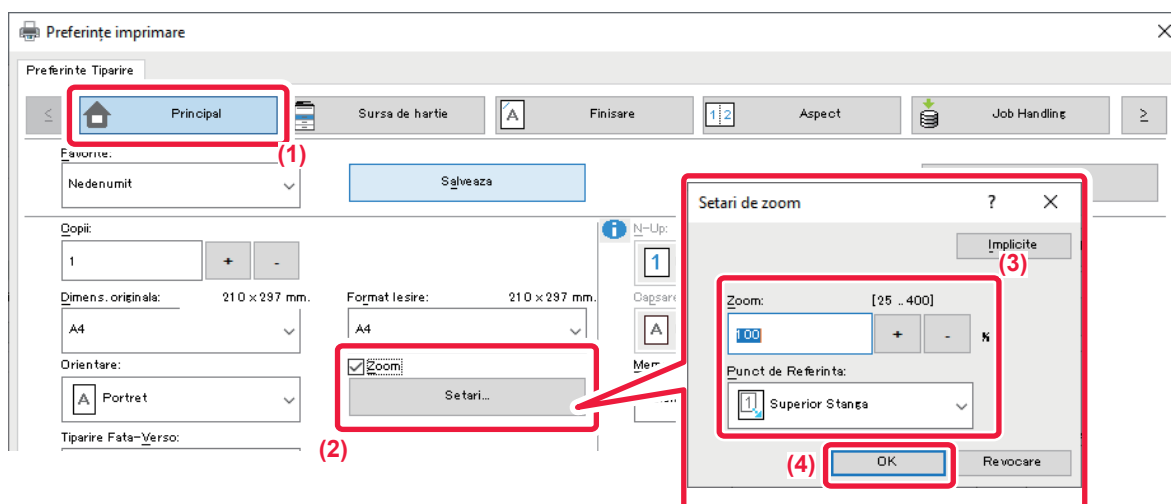 Preferințe imprimare
Preferinte Tiparire
< Principal Sursa de hartie Finisare Aspect Job Handling >
(1)
Favorite:
Nedenumit
Salveaza
Copii:
1 + -
Dimens. originala: 210 x 297 mm.
A4
Orientare:
A Portret
Tiparire Fata-Verso:
Format Iesire: 210 x 297 mm.
A4
Zoom
Setari...
(2)
N-Up:
1
Capsare
A
Setari de zoom ? X
Implicite
(3)
Zoom: [25 .. 400]
100 + - %
Punct de Referinta:
1 Superior Stanga
(4)
OK Revocare